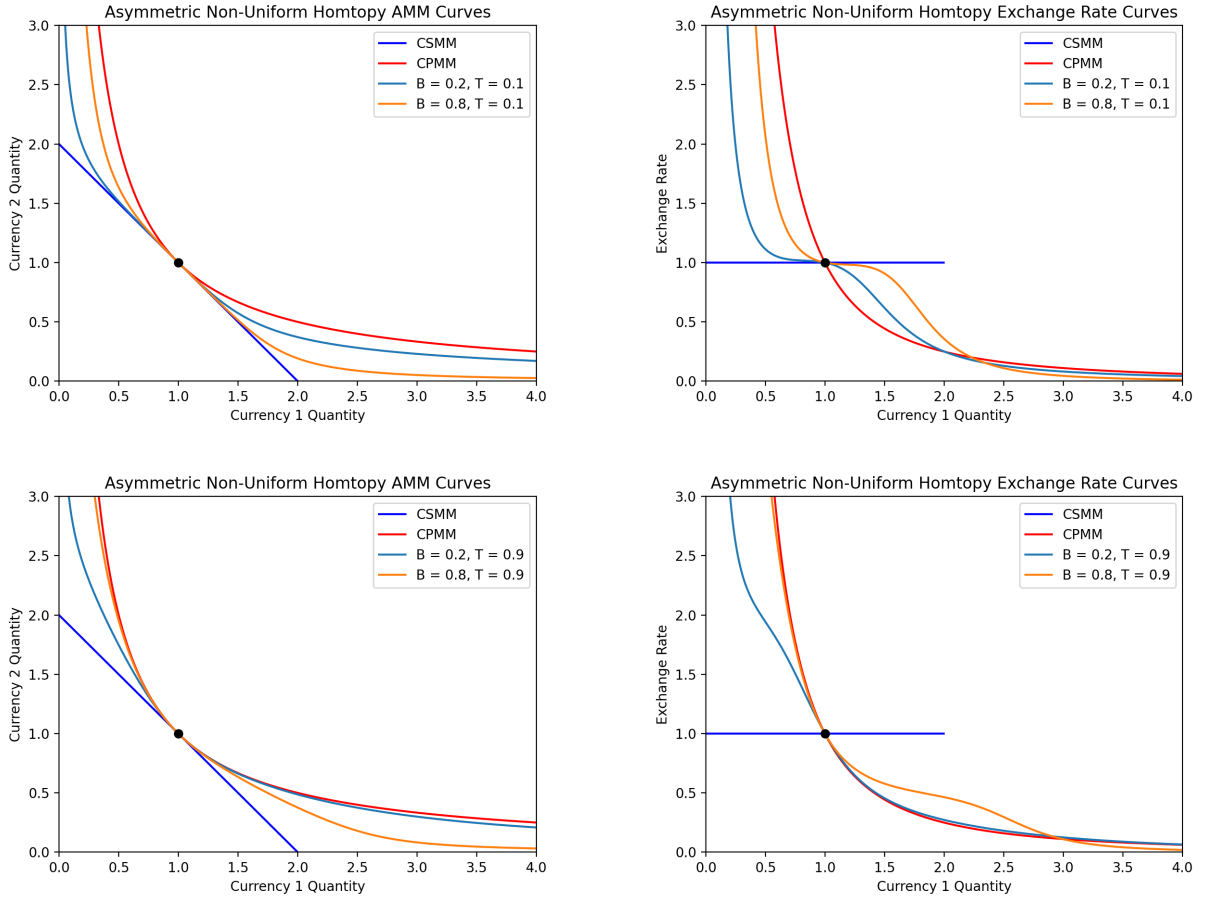 Asymmetric Non-Uniform Homtopy AMM Curves
3.0
2.5
2.0
1.5
1.0
0.5
0.0
Currency 2 Quantity
CSMM
CPMM
B = 0.2, T = 0.1
B = 0.8, T = 0.1
0.0 0.5 1.0 1.5 2.0 2.5 3.0 3.5 4.0
Currency 1 Quantity
Asymmetric Non-Uniform Homtopy Exchange Rate Curves
3.0
2.5
2.0
1.5
1.0
0.5
0.0
Exchange Rate
CSMM
CPMM
B = 0.2, T = 0.1
B = 0.8, T = 0.1
0.0 0.5 1.0 1.5 2.0 2.5 3.0 3.5 4.0
Currency 1 Quantity
Asymmetric Non-Uniform Homtopy AMM Curves
3.0
2.5
2.0
1.5
1.0
0.5
0.0
Currency 2 Quantity
CSMM
CPMM
B = 0.2, T = 0.9
B = 0.8, T = 0.9
0.0 0.5 1.0 1.5 2.0 2.5 3.0 3.5 4.0
Currency 1 Quantity
Asymmetric Non-Uniform Homtopy Exchange Rate Curves
3.0
2.5
2.0
1.5
1.0
0.5
0.0
Exchange Rate
CSMM
CPMM
B = 0.2, T = 0.9
B = 0.8, T = 0.9
0.0 0.5 1.0 1.5 2.0 2.5 3.0 3.5 4.0
Currency 1 Quantity